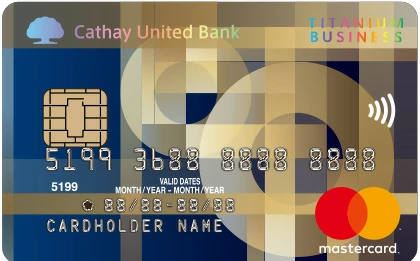 Cathay United Bank
TITANIUM
BUSINESS
5199 3688 8888 8888
5199
VALID DATES
MONTH/YEAR – MONTH/YEAR
88/88-88/88
CARDHOLDER NAME
mastercard.